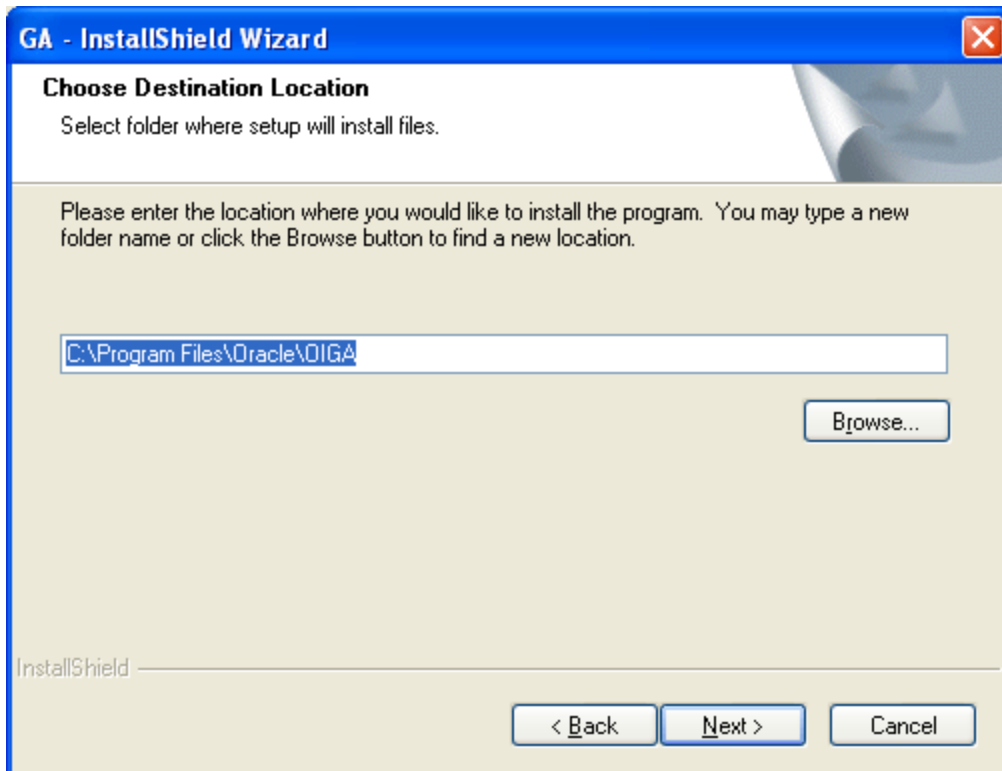 GA - InstallShield Wizard
Choose Destination Location
Select folder where setup will install files.
Please enter the location where you would like to install the program.  You may type a new
folder name or click the Browse button to find a new location.
C:\Program Files\Oracle\OIGA
Browse...
InstallShield
< Back
Next >
Cancel